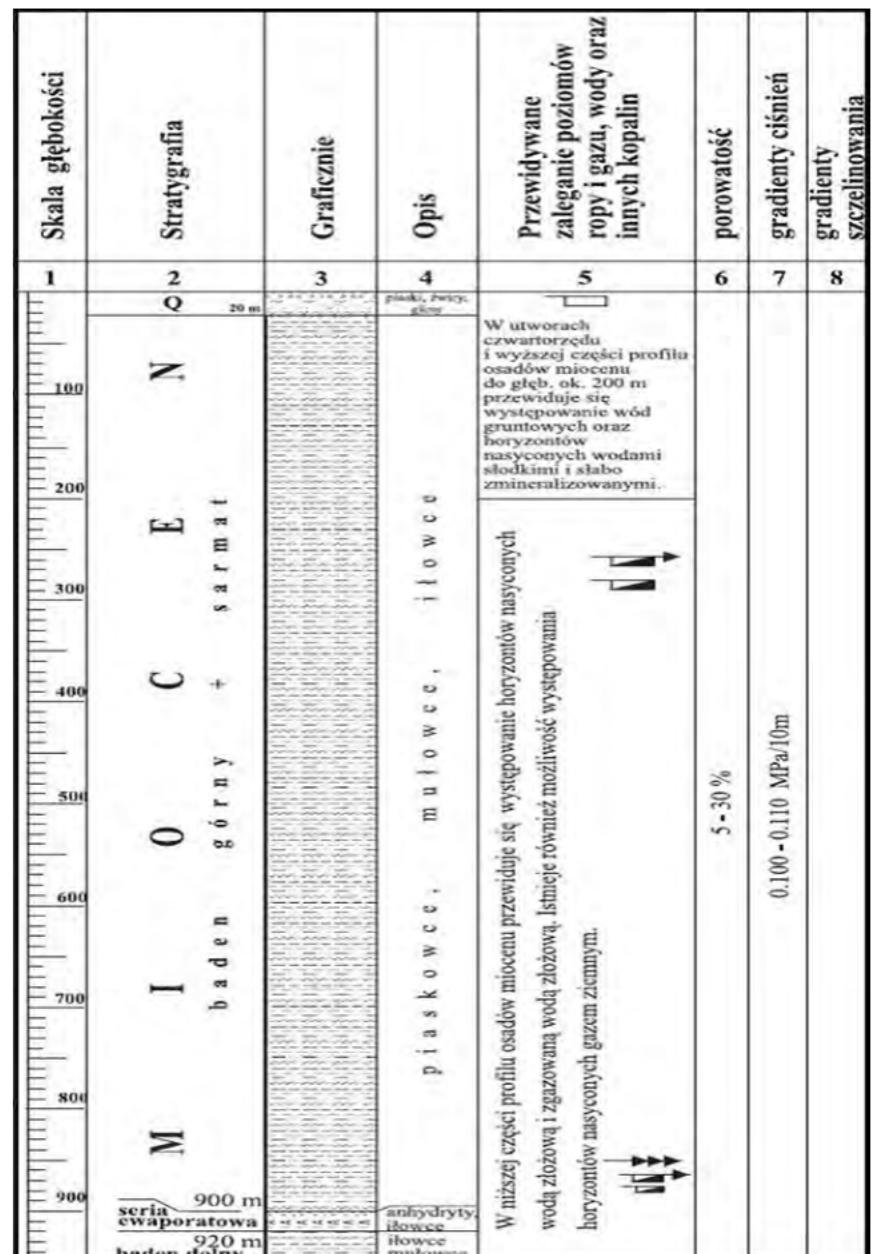 Skala głębokości
Stratygrafia
Graficznie
Opis
Przewidywane
zaleganie poziomów
ropy i gazu, wody oraz
innych kopalin
porowatość
gradienty ciśnień
gradienty
szczelinowania
1
2
3
4
5
6
7
8
Q
20 m
piaski, żwiry,
gliny
W utworach
czwartorzędu
i wyższej części profilu
osadów miocenu
do głęb. ok. 200 m
przewiduje się
występowanie wód
gruntowych oraz
horyzontów
nasyconych wodami
słodkimi i słabo
zmineralizowanymi.
100
200
300
400
500
600
700
800
900
M I O C E N
baden górny + sarmat
piaskowce, mułowce, iłowce
W niższej części profilu osadów miocenu przewiduje się występowanie horyzontów nasyconych
wodą złożową i zgazowaną wodą złożową. Istnieje również możliwość występowania
horyzontów nasyconych gazem ziemnym.
5 - 30 %
0.100 - 0.110 MPa/10m
900 m
seria
ewaporatowa
anhydryty,
iłowce
920 m
baden dolny
iłowce
mułowce